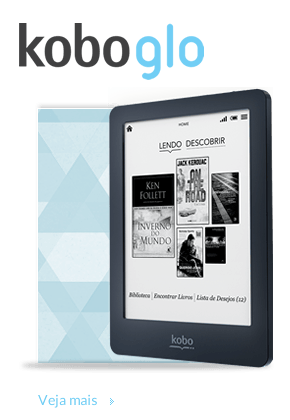 kobo glo
HOME
LENDO DESCOBRIR
JACK KEROUAC
ON THE ROAD
KEN FOLLETT
INVERNO DO MUNDO
Biblioteca | Encontrar Livros | Lista de Desejos (12)
kobo
Veja mais